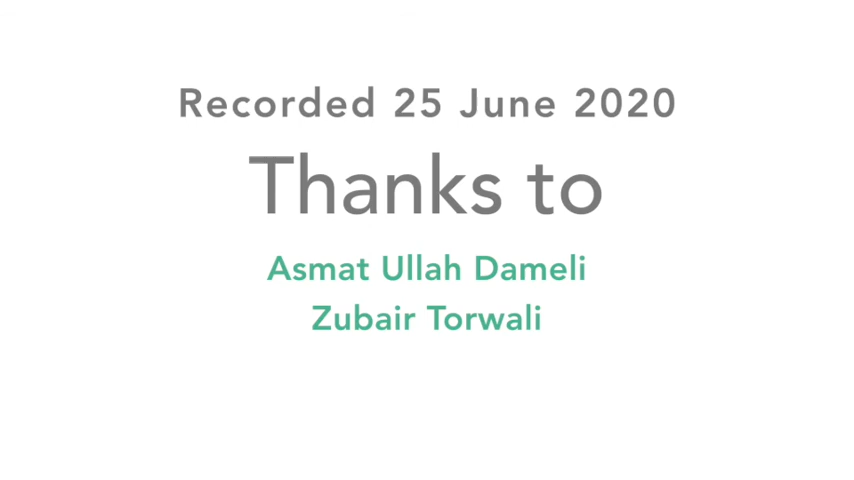 Recorded 25 June 2020
Thanks to
Asmat Ullah Dameli
Zubair Torwali